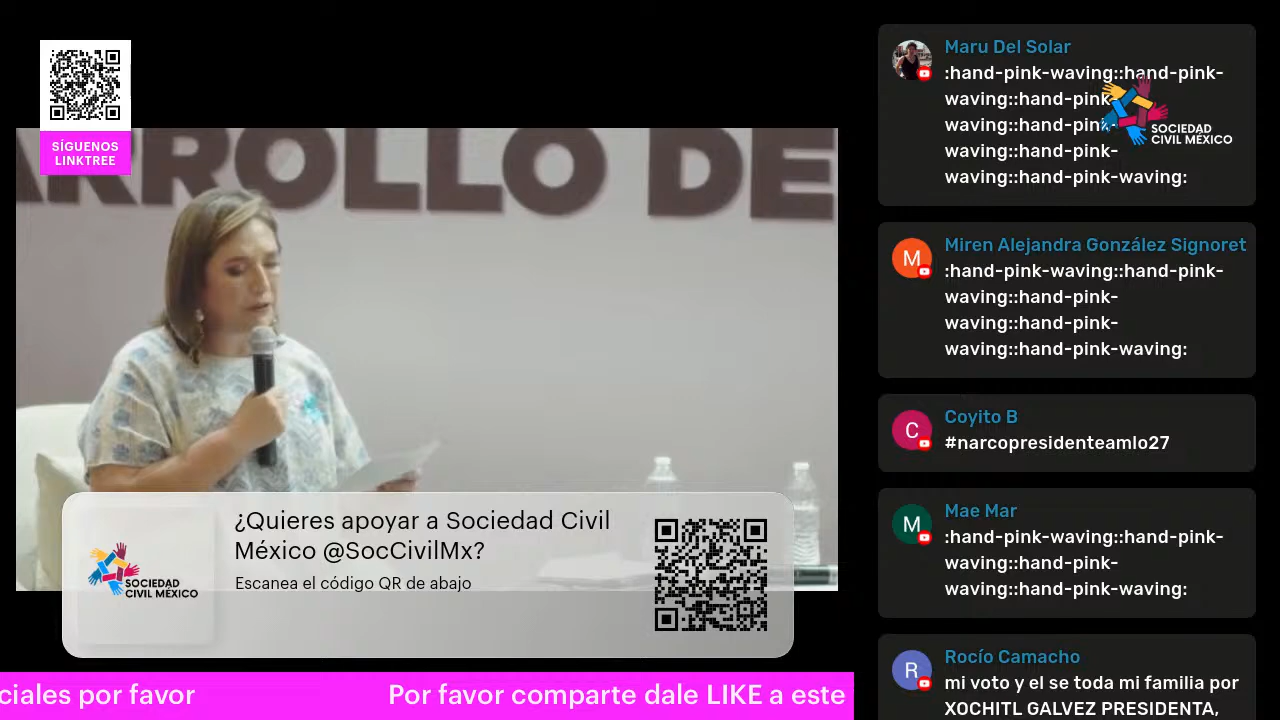 SÍGUENOS
LINKTREE
ARROLLO DE
¿Quieres apoyar a Sociedad Civil
México @SocCivilMx?
Escanea el código QR de abajo
SOCIEDAD
CIVIL MÉXICO
ciales por favor
Por favor comparte dale LIKE a este
Maru Del Solar
:hand-pink-waving::hand-pink-
waving::hand-pink-
waving::hand-pink-
waving::hand-pink-
waving::hand-pink-waving:
SOCIEDAD
CIVIL MÉXICO
M
Miren Alejandra González Signoret
:hand-pink-waving::hand-pink-
waving::hand-pink-
waving::hand-pink-
waving::hand-pink-waving:
C
Coyito B
#narcopresidenteamlo27
M
Mae Mar
:hand-pink-waving::hand-pink-
waving::hand-pink-
waving::hand-pink-waving:
R
Rocío Camacho
mi voto y el se toda mi familia por
XOCHITL GALVEZ PRESIDENTA,